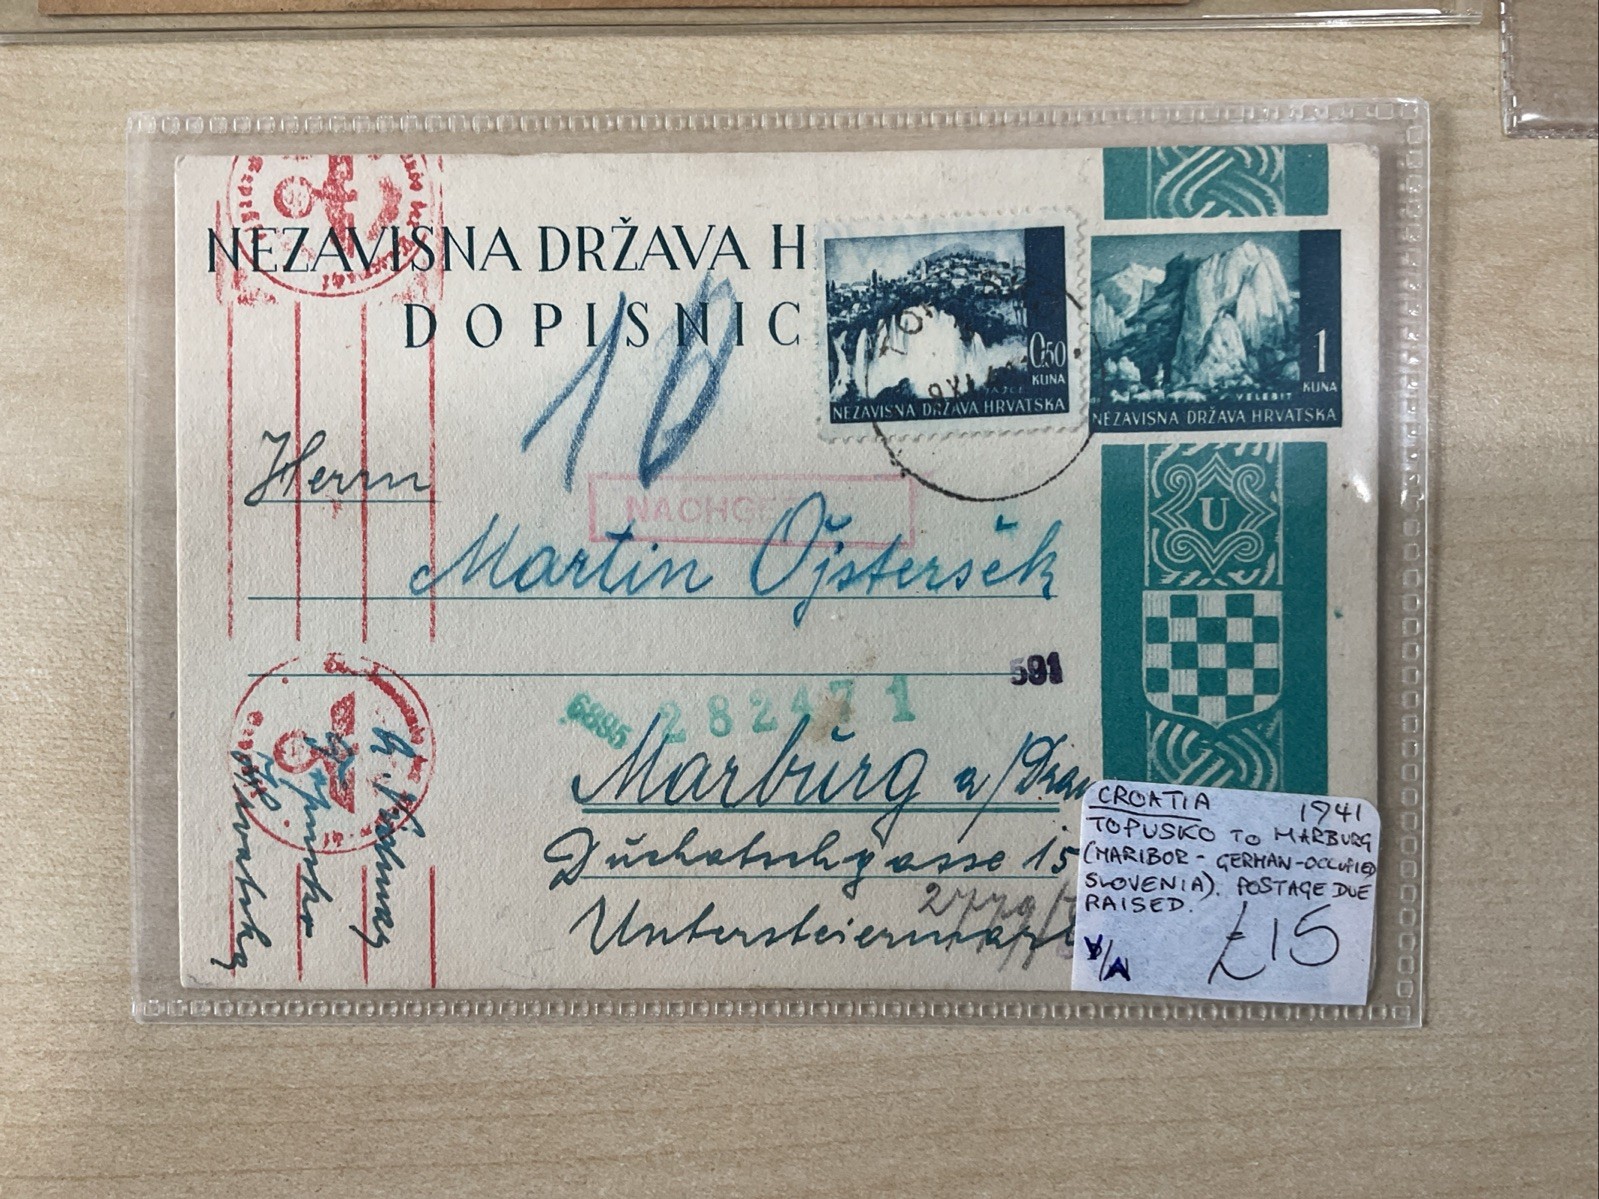 NEZAVISNA DRŽAVA H
DOPISNIC
0.50
KUNA
NEZAVISNA DRŽAVA HRVATSKA
1
KUNA
VELEBIT
NEZAVISNA DRŽAVA HRVATSKA
10
Herrn
NACHGE
Martin Ojsteršek
U
591
6895
282471
Marburg a/Drau
Duchatschgasse 15
Untersteiermark
Hrvatska
CROATIA 1941
TOPUSKO TO MARBURG
(MARIBOR - GERMAN-OCCUPIED
SLOVENIA). POSTAGE DUE
RAISED.
£15